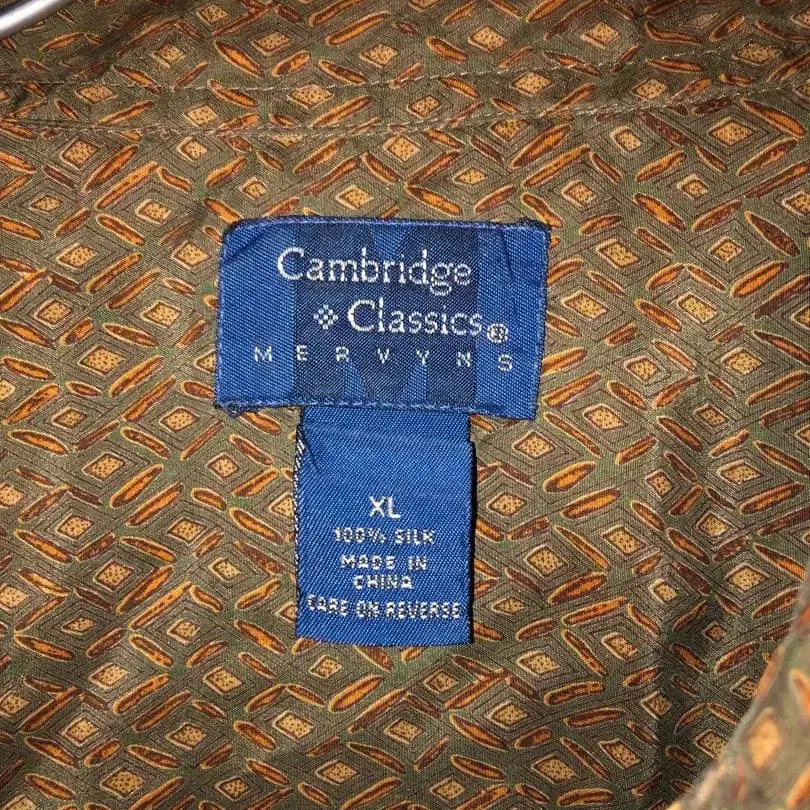 Cambridge
Classics®
MERVYNS
XL
100% SILK
MADE IN
CHINA
CARE ON REVERSE